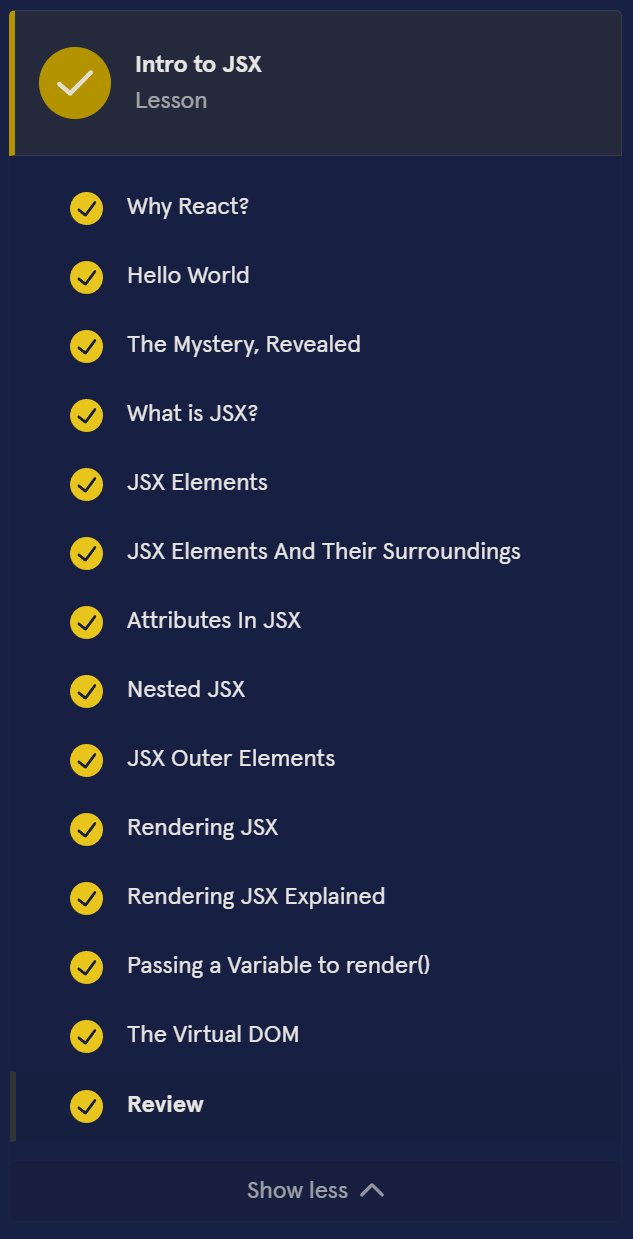 Intro to JSX
Lesson
Why React?
Hello World
The Mystery, Revealed
What is JSX?
JSX Elements
JSX Elements And Their Surroundings
Attributes In JSX
Nested JSX
JSX Outer Elements
Rendering JSX
Rendering JSX Explained
Passing a Variable to render()
The Virtual DOM
Review
Show less